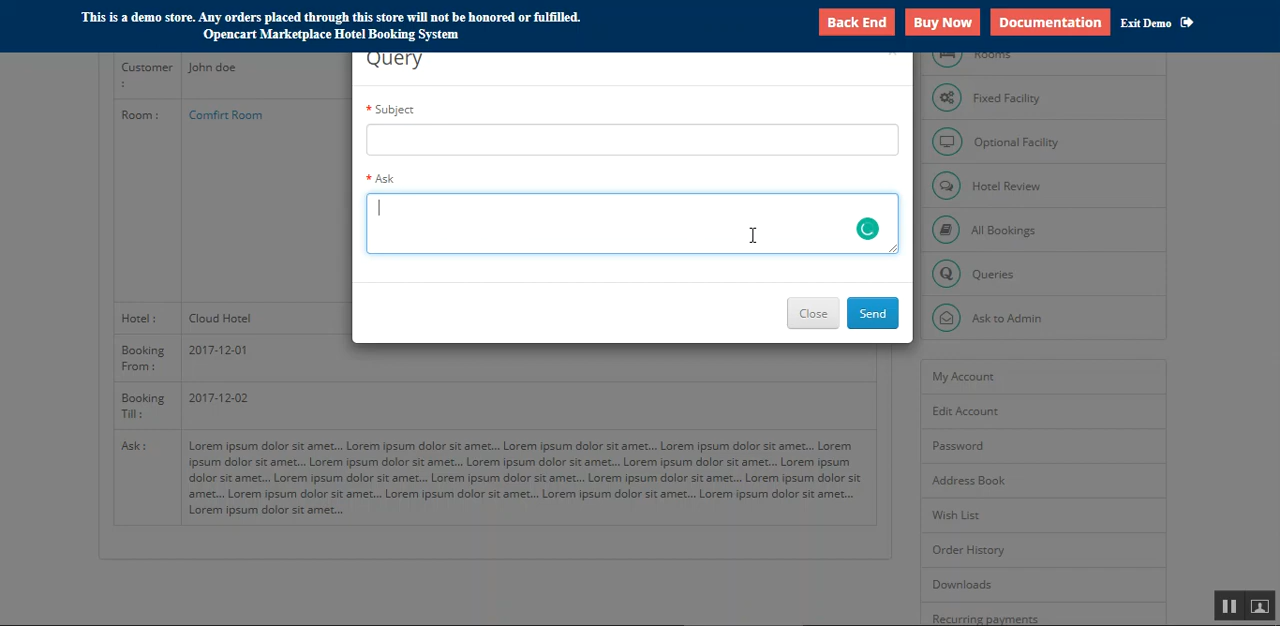 This is a demo store. Any orders placed through this store will not be honored or fulfilled.
Opencart Marketplace Hotel Booking System
Back End
Buy Now
Documentation
Exit Demo
Query
* Subject
* Ask
Close
Send
Customer : John doe
Room : Comfirt Room
Hotel : Cloud Hotel
Booking From : 2017-12-01
Booking Till : 2017-12-02
Ask : Lorem ipsum dolor sit amet... Lorem ipsum dolor sit amet... Lorem ipsum dolor sit amet... Lorem ipsum dolor sit amet... Lorem
ipsum dolor sit amet... Lorem ipsum dolor sit amet... Lorem ipsum dolor sit amet... Lorem ipsum dolor sit amet... Lorem ipsum
dolor sit amet... Lorem ipsum dolor sit amet... Lorem ipsum dolor sit amet... Lorem ipsum dolor sit amet... Lorem ipsum dolor sit
amet... Lorem ipsum dolor sit amet... Lorem ipsum dolor sit amet... Lorem ipsum dolor sit amet... Lorem ipsum dolor sit amet...
Lorem ipsum dolor sit amet...
Rooms
Fixed Facility
Optional Facility
Hotel Review
All Bookings
Q Queries
Ask to Admin
My Account
Edit Account
Password
Address Book
Wish List
Order History
Downloads
Recurring payments